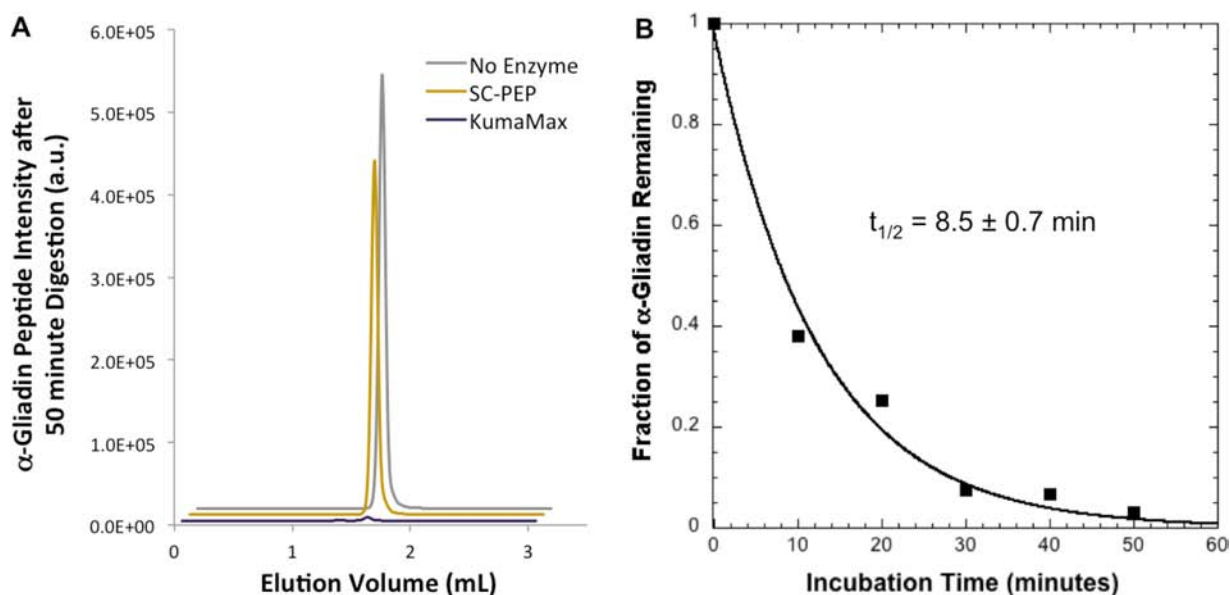 A
α-Gliadin Peptide Intensity after
50 minute Digestion (a.u.)
6.0E+05
5.0E+05
4.0E+05
3.0E+05
2.0E+05
1.0E+05
0.0E+00
No Enzyme
SC-PEP
KumaMax
0 1 2 3
Elution Volume (mL)
B
Fraction of α-Gliadin Remaining
1
0.8
0.6
0.4
0.2
0
t1/2 = 8.5 ± 0.7 min
0 10 20 30 40 50 60
Incubation Time (minutes)